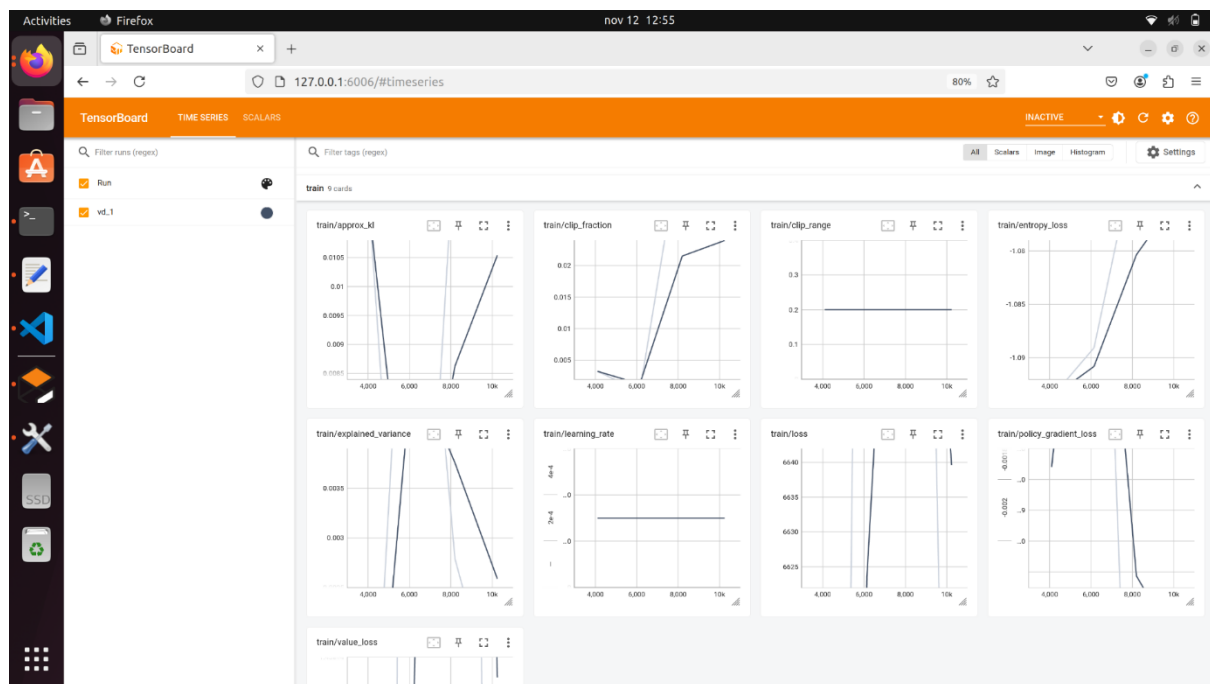 Activities Firefox nov 12 12:55
TensorBoard
127.0.0.1:6006/#timeseries 80%
TensorBoard TIME SERIES SCALARS INACTIVE
Filter runs (regex)
Run
vd_1
Filter tags (regex) All Scalars Image Histogram Settings
train 9 cards
train/approx_kl
0.0105
0.01
0.0095
0.009
0.0085
4,000 6,000 8,000 10k
train/clip_fraction
0.02
0.015
0.01
0.005
4,000 6,000 8,000 10k
train/clip_range
0.3
0.2
0.1
4,000 6,000 8,000 10k
train/entropy_loss
-1.08
-1.085
-1.09
4,000 6,000 8,000 10k
train/explained_variance
0.0035
0.003
4,000 6,000 8,000 10k
train/learning_rate
4e-4
...0
2e-4
...0
4,000 6,000 8,000 10k
train/loss
6640
6635
6630
6625
4,000 6,000 8,000 10k
train/policy_gradient_loss
...0
-0.002
...9
...0
4,000 6,000 8,000 10k
train/value_loss
SSD